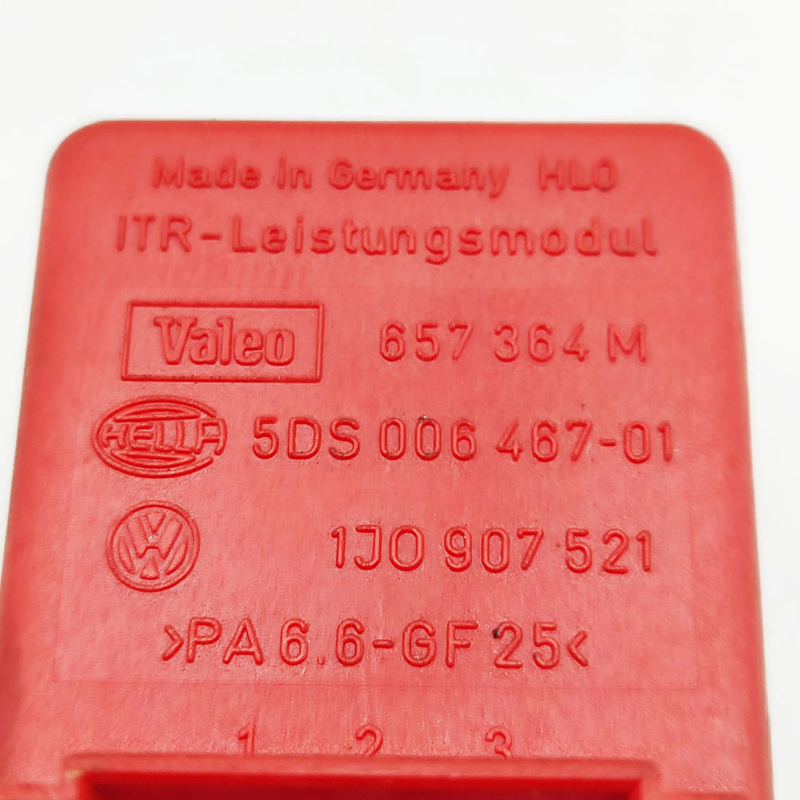 Made in Germany HLO
ITR-Leistungsmodul
Valeo 657 364 M
HELLA 5DS 006 467-01
VW 1J0 907 521
>PA 6.6-GF 25<
1 2 3